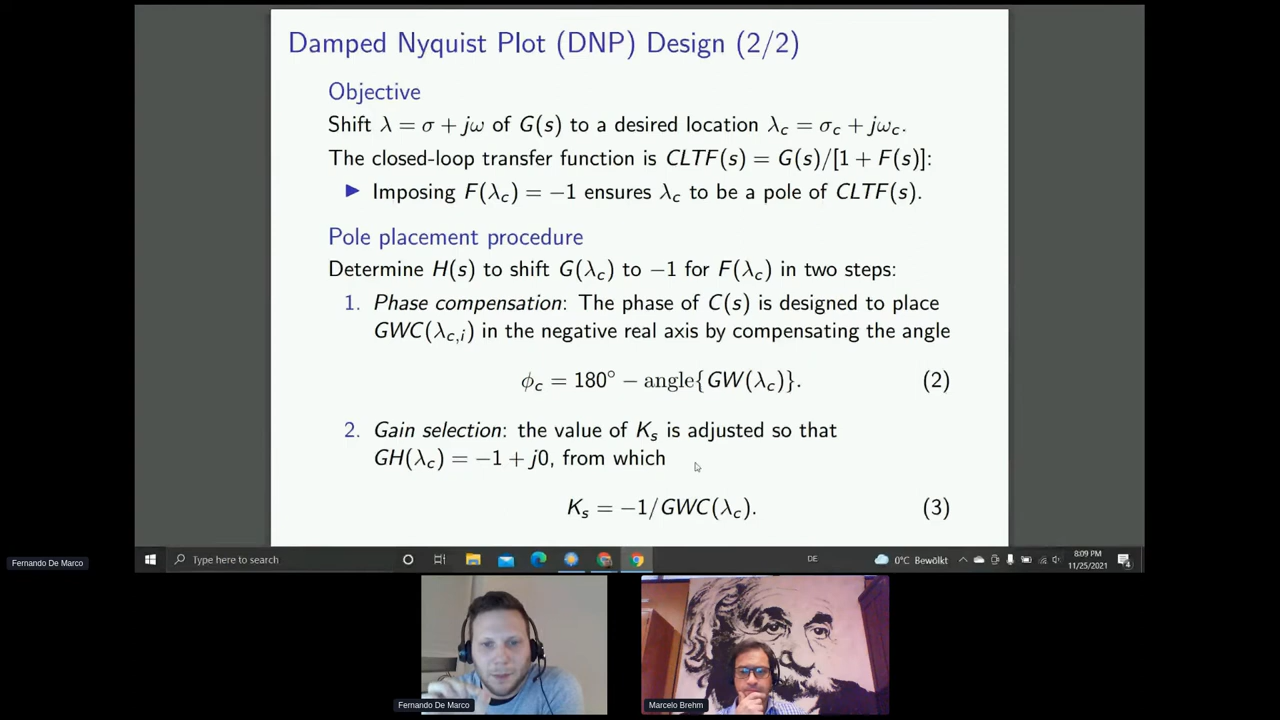 Damped Nyquist Plot (DNP) Design (2/2)
Objective
Shift λ = σ + jω of G(s) to a desired location λc = σc + jωc.
The closed-loop transfer function is CLTF(s) = G(s)/[1 + F(s)]:
▶ Imposing F(λc) = −1 ensures λc to be a pole of CLTF(s).
Pole placement procedure
Determine H(s) to shift G(λc) to −1 for F(λc) in two steps:
1. Phase compensation: The phase of C(s) is designed to place
GWC(λc,i) in the negative real axis by compensating the angle
ϕc = 180° − angle{GW(λc)}. (2)
2. Gain selection: the value of Ks is adjusted so that
GH(λc) = −1 + j0, from which
Ks = −1/GWC(λc). (3)
Fernando De Marco
Type here to search
DE
0°C Bewölkt
8:09 PM
11/25/2021
4
Fernando De Marco
Marcelo Brehm